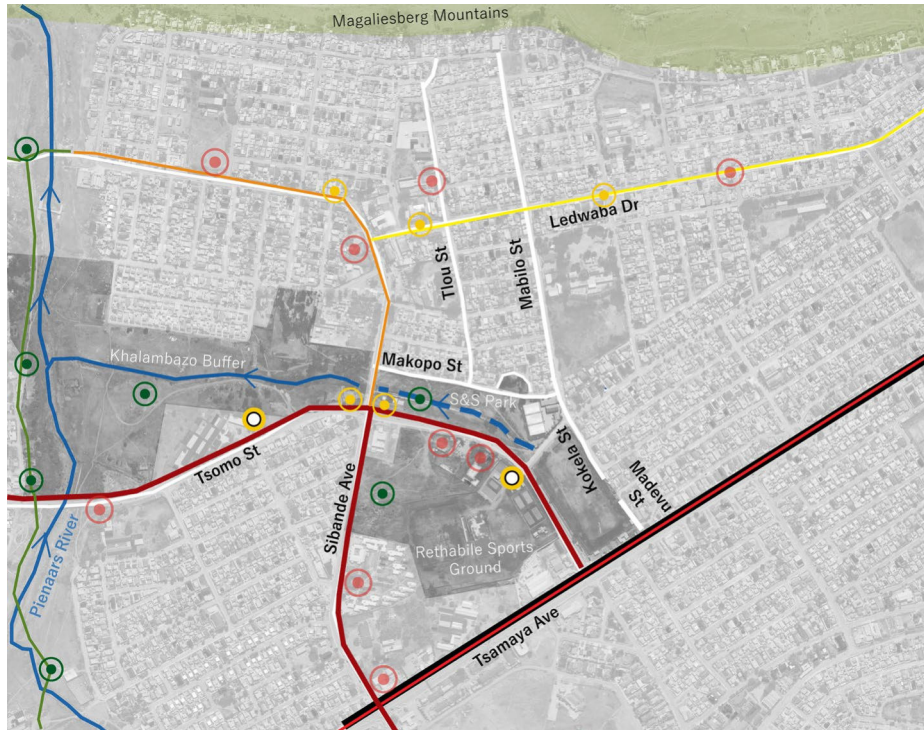 Magaliesberg Mountains
Ledwaba Dr
Tlou St
Mabilo St
Khalambazo Buffer
Makopo St
S&S Park
Tsomo St
Kokela St
Sibande Ave
St
Rethabile Sports
Ground
Pienaars River
Tsamaya Ave